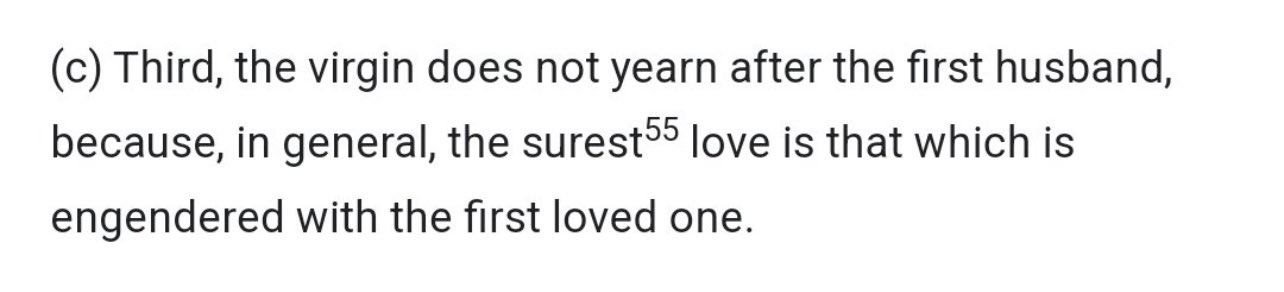 (c) Third, the virgin does not yearn after the first husband,
because, in general, the surest⁵⁵ love is that which is
engendered with the first loved one.